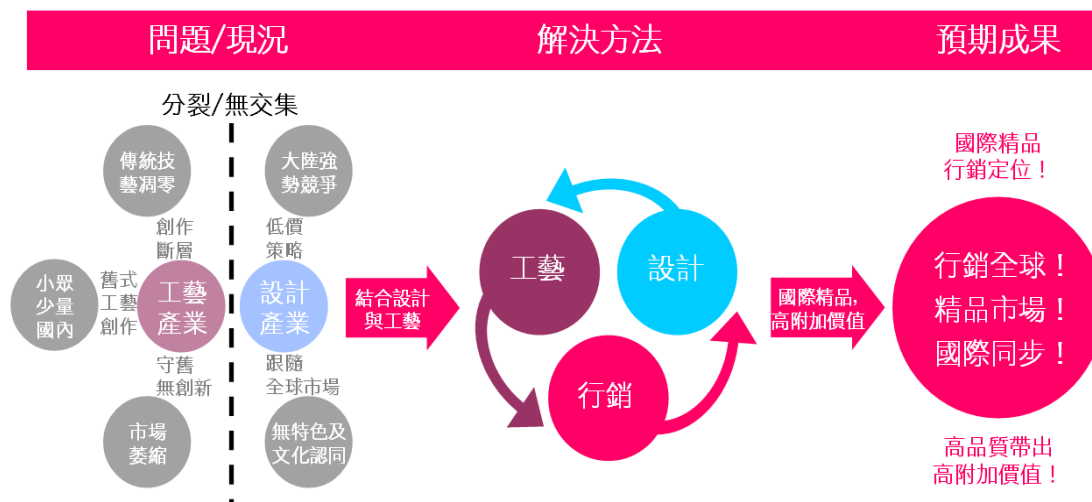 問題/現況
解決方法
預期成果
分裂/無交集
傳統技
藝凋零
大陸強
勢競爭
創作
斷層
低價
策略
小眾
少量
國內
舊式
工藝
創作
工藝
產業
設計
產業
守舊
無創新
跟隨
全球市場
市場
萎縮
無特色及
文化認同
結合設計
與工藝
工藝
設計
行銷
國際精品,
高附加價值
國際精品
行銷定位！
行銷全球！
精品市場！
國際同步！
高品質帶出
高附加價值！